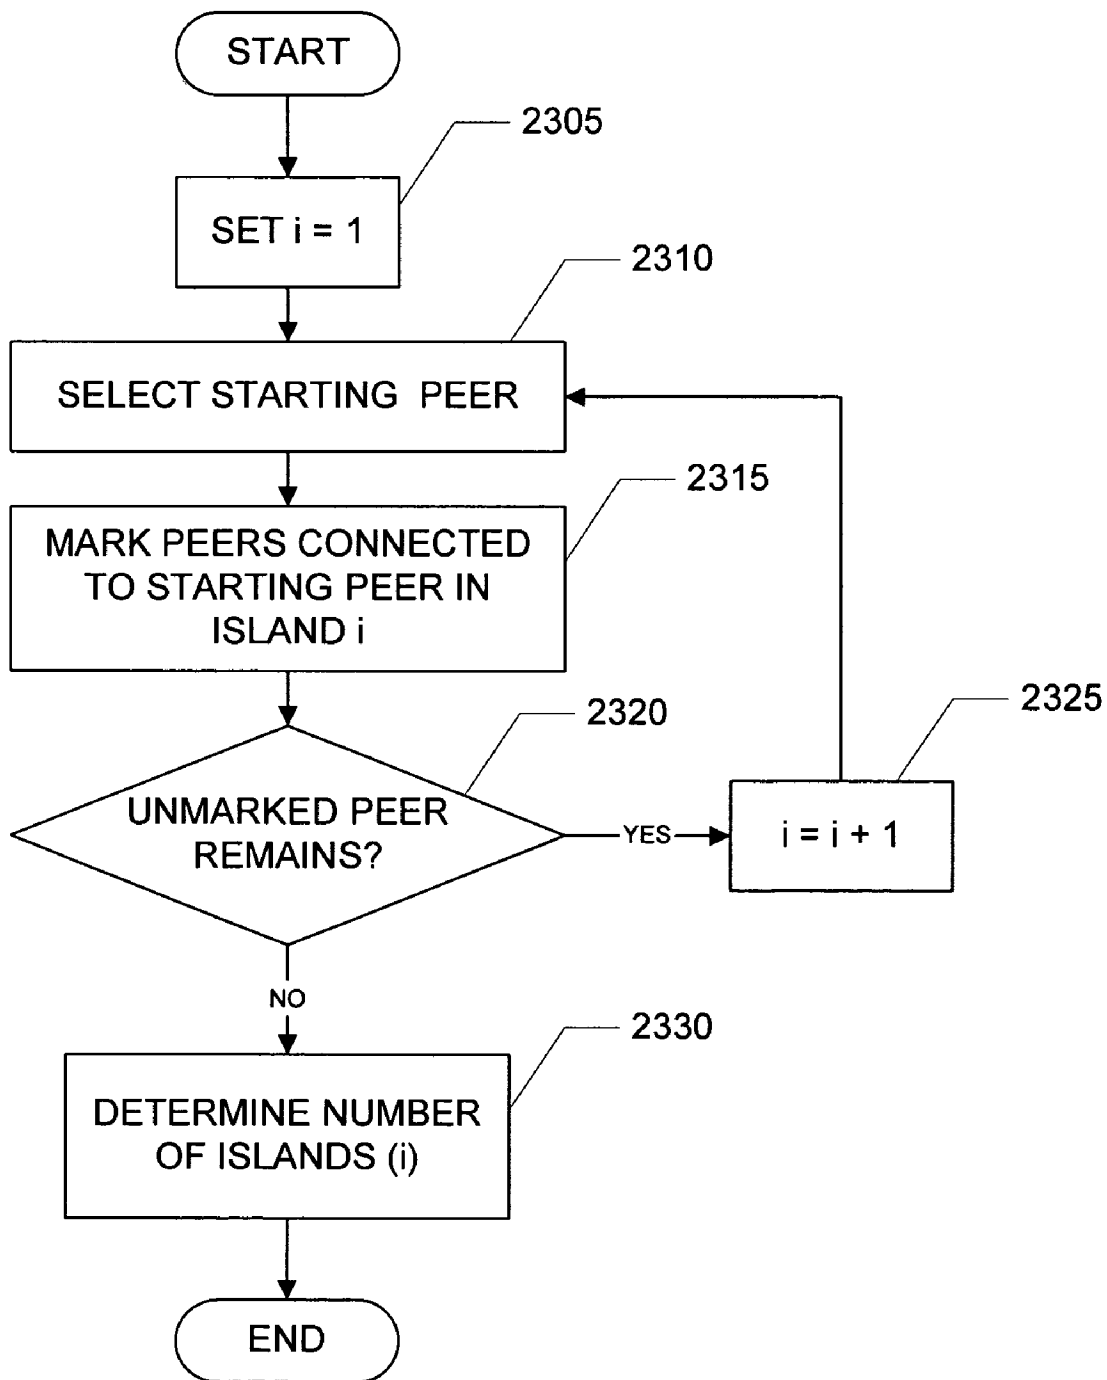 START
2305
SET i = 1
2310
SELECT STARTING PEER
2315
MARK PEERS CONNECTED
TO STARTING PEER IN
ISLAND i
2320
UNMARKED PEER
REMAINS?
YES
2325
i = i + 1
NO
2330
DETERMINE NUMBER
OF ISLANDS (i)
END